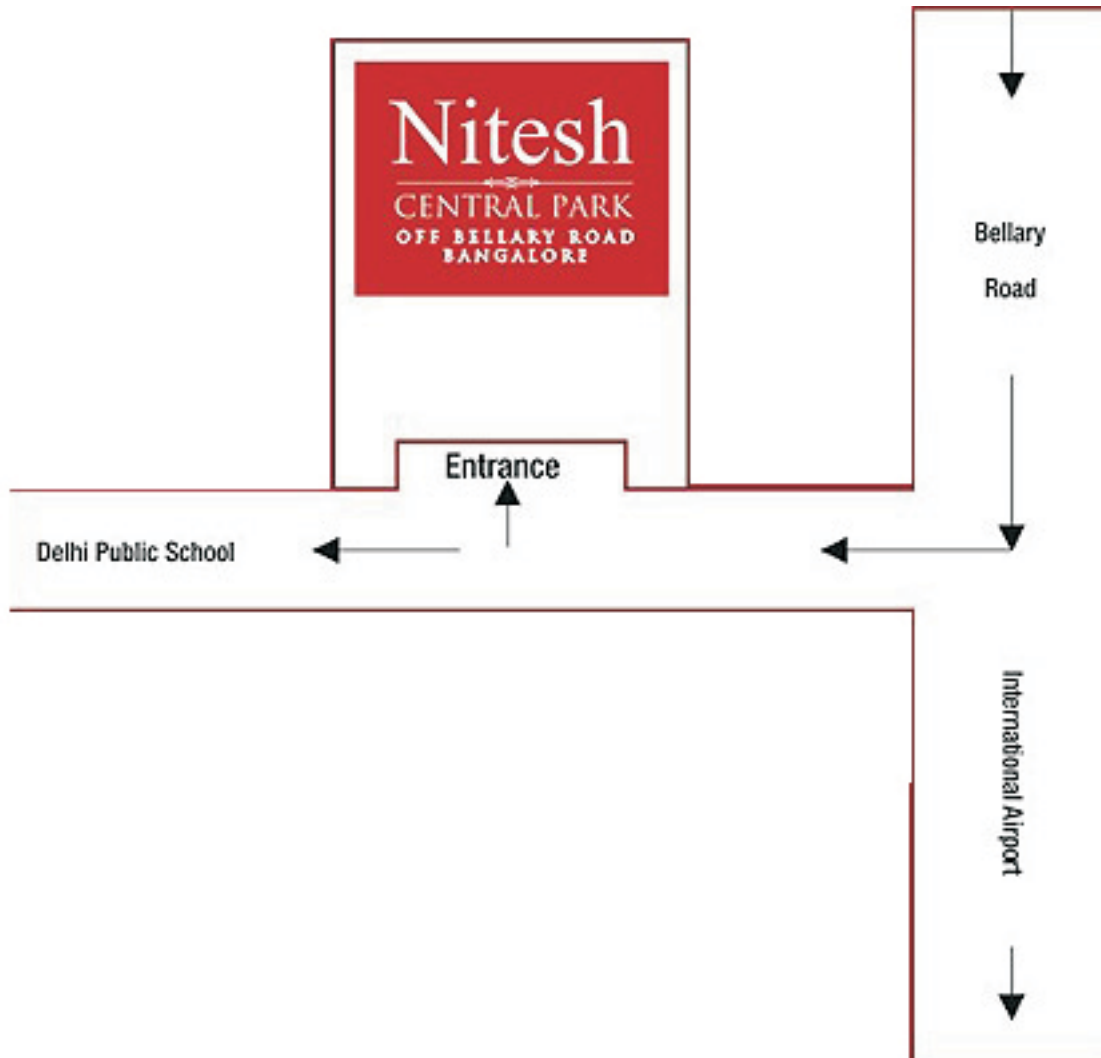 Nitesh
CENTRAL PARK
OFF BELLARY ROAD
BANGALORE
Bellary
Road
Entrance
Delhi Public School
International Airport